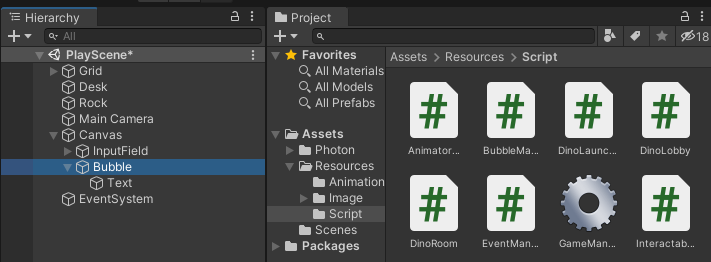 Hierarchy
All
PlayScene*
Grid
Desk
Rock
Main Camera
Canvas
InputField
Bubble
Text
EventSystem
Project
18
Favorites
All Materials
All Models
All Prefabs
Assets
Photon
Resources
Animation
Image
Script
Scenes
Packages
Assets > Resources > Script
Animator... BubbleMa... DinoLaunc... DinoLobby
DinoRoom EventMan... GameMan... Interactab...